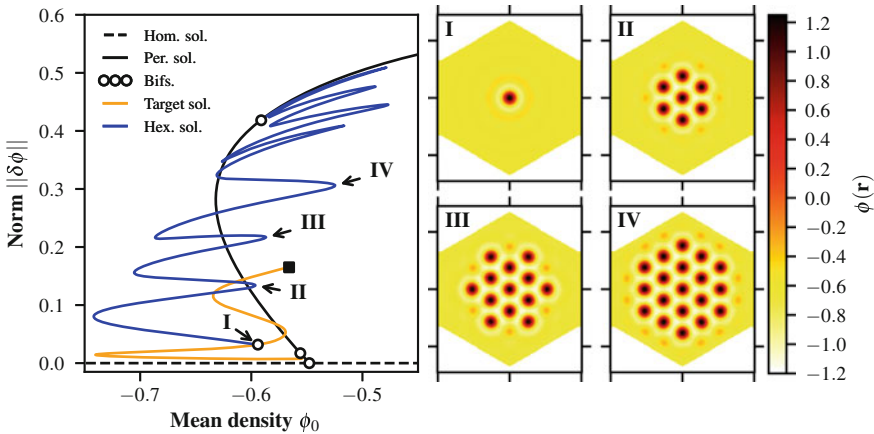 0.6
0.5
0.4
0.3
0.2
0.1
0.0
Norm ||δϕ||
Hom. sol.
Per. sol.
Bifs.
Target sol.
Hex. sol.
IV
III
II
I
−0.7
−0.6
−0.5
Mean density ϕ₀
I
II
III
IV
1.2
1.0
0.8
0.6
0.4
0.2
0.0
−0.2
−0.4
−0.6
−0.8
−1.0
−1.2
ϕ(r)